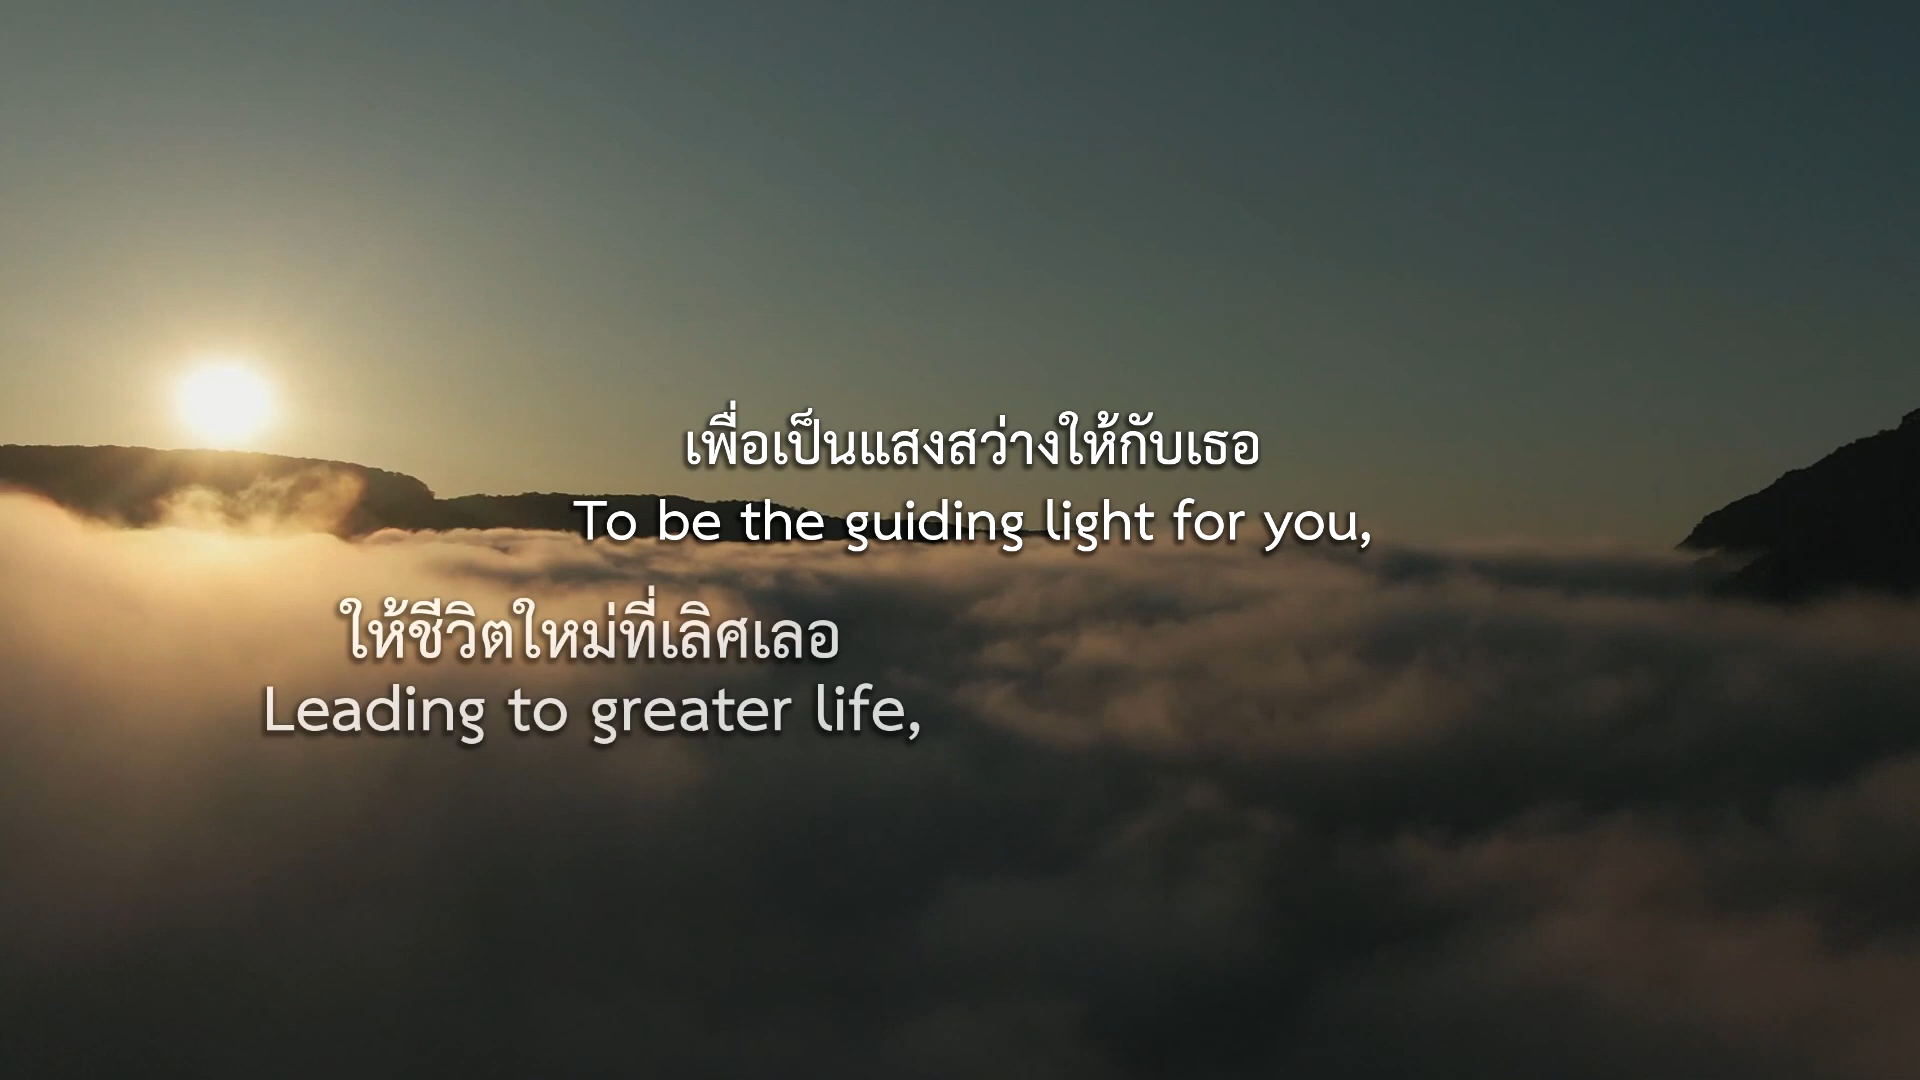 เพื่อเป็นแสงสว่างให้กับเธอ
To be the guiding light for you,
ให้ชีวิตใหม่ที่เลิศเลอ
Leading to greater life,